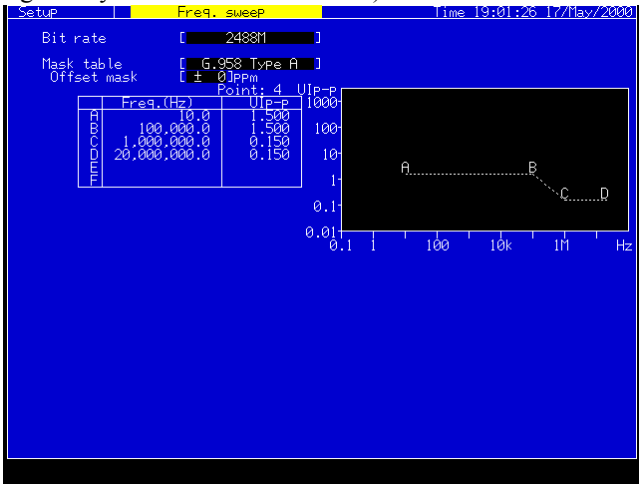 Setup Freq. sweep Time 19:01:26 17/May/2000
Bit rate [ 2488M ]
Mask table [ G.958 Type A ]
Offset mask [ ± 0]ppm
Point: 4 UIp-p
Freq.(Hz) UIp-p
A 10.0 1.500
B 100,000.0 1.500
C 1,000,000.0 0.150
D 20,000,000.0 0.150
E
F
1000
100
10
1
0.1
0.01
A B C D
0.1 1 100 10k 1M Hz